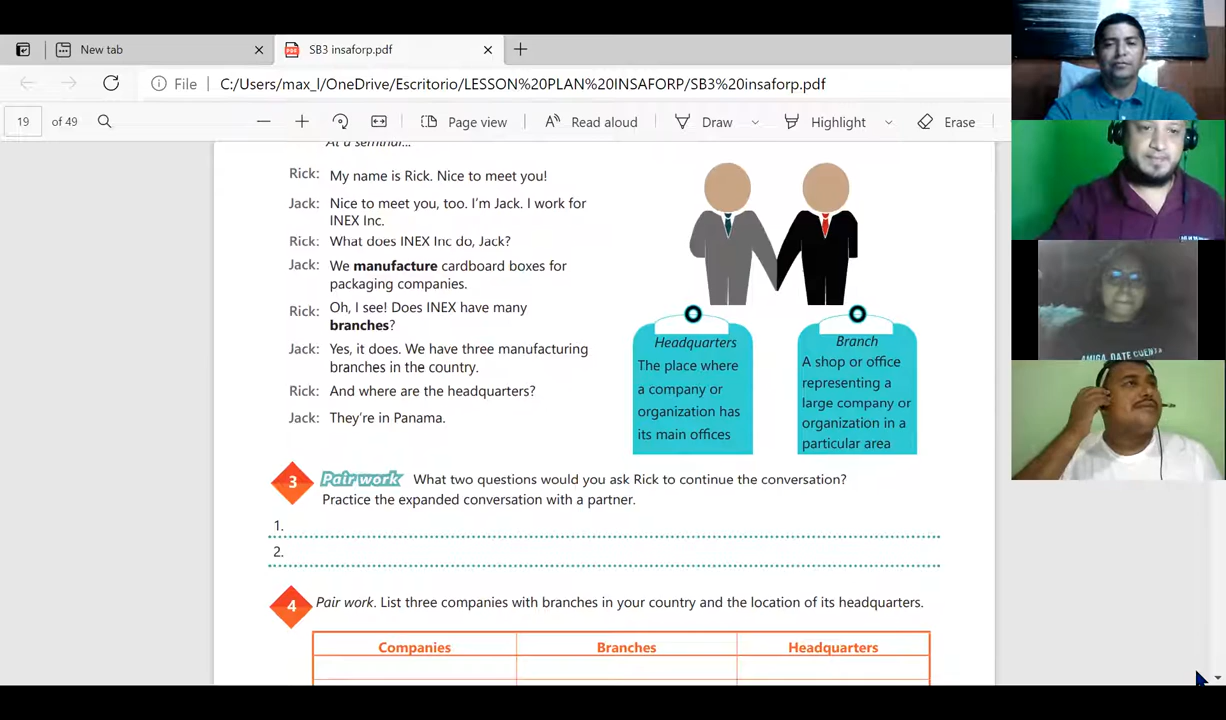 New tab
SB3 insaforp.pdf
File
C:/Users/max_l/OneDrive/Escritorio/LESSON%20PLAN%20INSAFORP/SB3%20insaforp.pdf
19 of 49
Page view
Read aloud
Draw
Highlight
Erase
At a seminar...
Rick: My name is Rick. Nice to meet you!
Jack: Nice to meet you, too. I'm Jack. I work for
INEX Inc.
Rick: What does INEX Inc do, Jack?
Jack: We manufacture cardboard boxes for
packaging companies.
Rick: Oh, I see! Does INEX have many
branches?
Jack: Yes, it does. We have three manufacturing
branches in the country.
Rick: And where are the headquarters?
Jack: They're in Panama.
Headquarters
The place where
a company or
organization has
its main offices
Branch
A shop or office
representing a
large company or
organization in a
particular area
3 Pair work What two questions would you ask Rick to continue the conversation?
Practice the expanded conversation with a partner.
1.
2.
4 Pair work. List three companies with branches in your country and the location of its headquarters.
Companies Branches Headquarters
AMIGA, DATE CUENTA